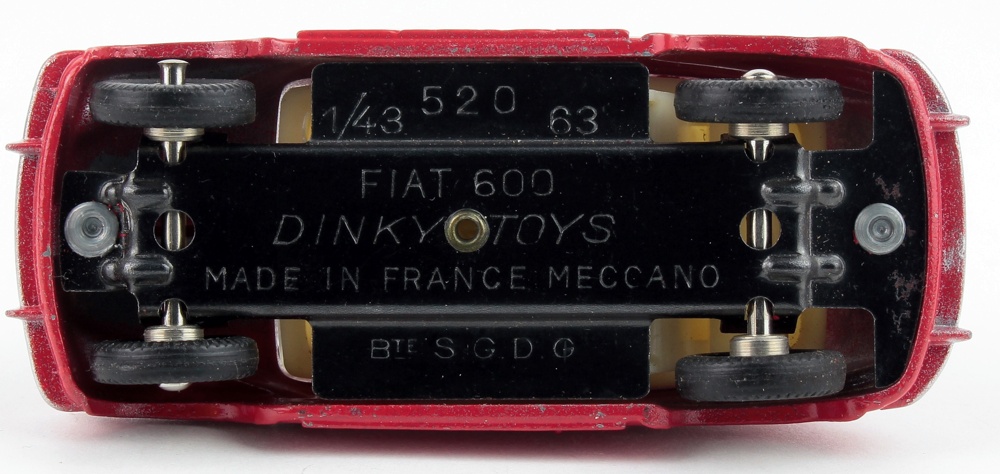 520
1/43 63
FIAT 600
DINKY TOYS
MADE IN FRANCE MECCANO
BTE S.G.D.G